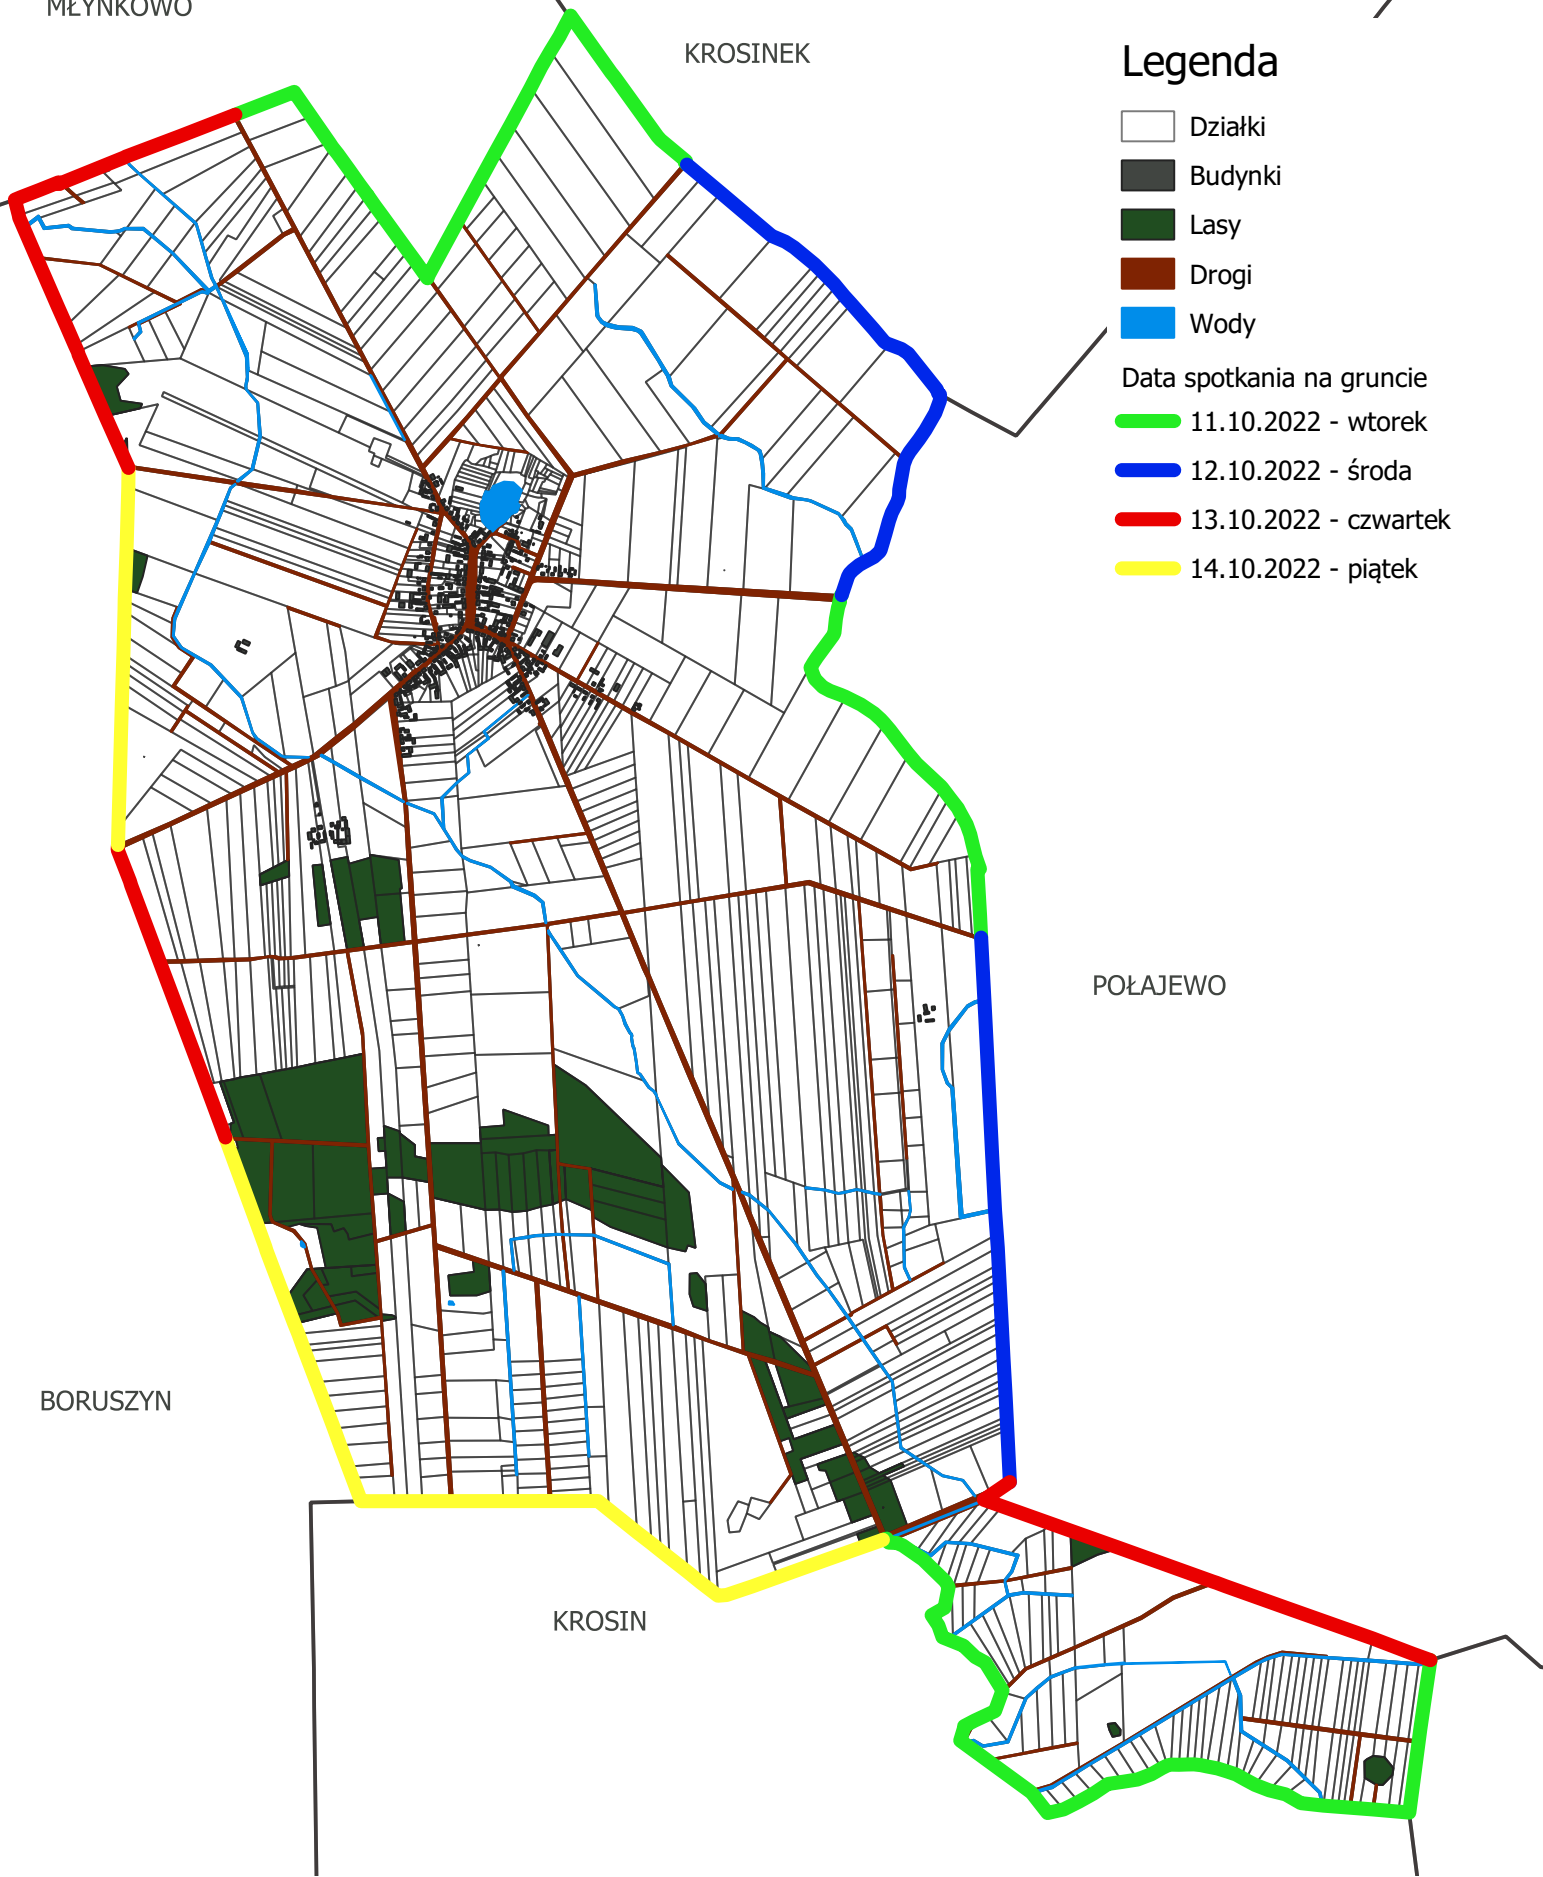 MŁYNKOWO
KROSINEK
Legenda
Działki
Budynki
Lasy
Drogi
Wody
Data spotkania na gruncie
11.10.2022 - wtorek
12.10.2022 - środa
13.10.2022 - czwartek
14.10.2022 - piątek
POŁAJEWO
BORUSZYN
KROSIN